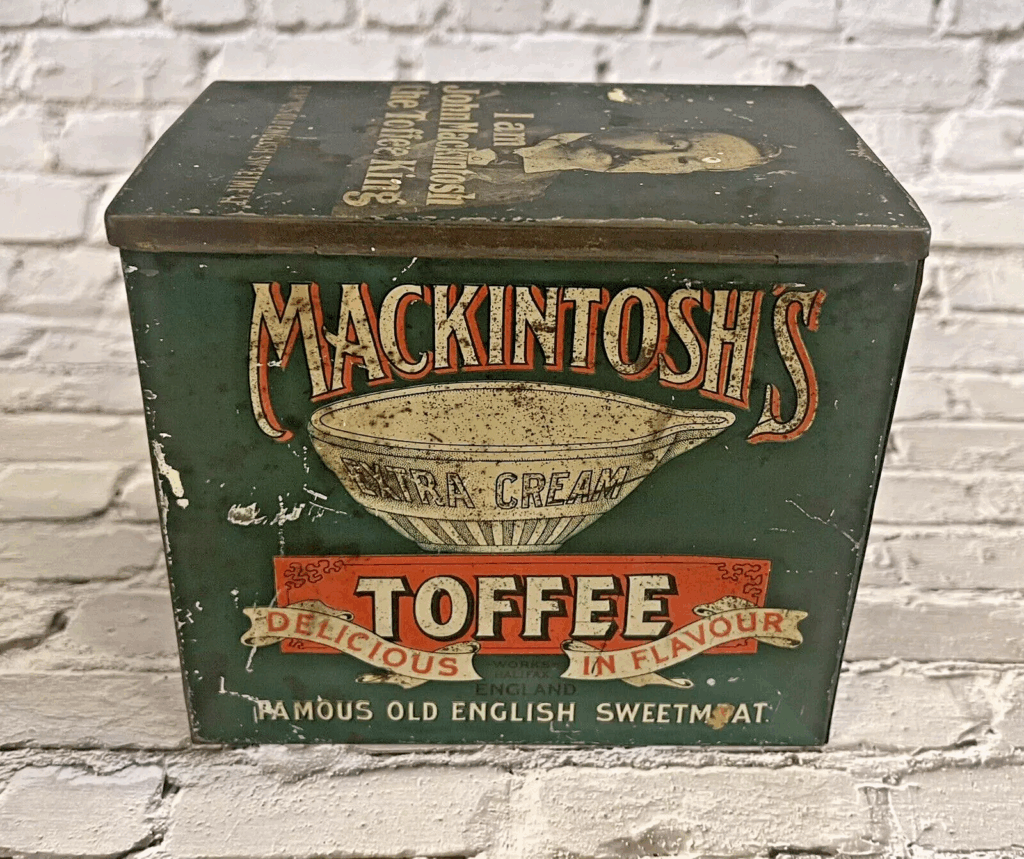 I am
John Mackintosh
the Toffee King
MACKINTOSH'S
EXTRA CREAM
TOFFEE
DELICIOUS IN FLAVOUR
WORKS
HALIFAX
ENGLAND
FAMOUS OLD ENGLISH SWEETMEAT.